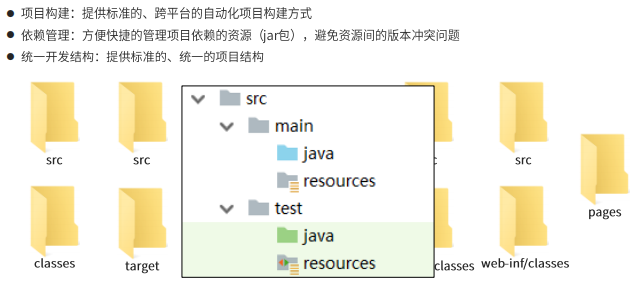 ● 项目构建：提供标准的、跨平台的自动化项目构建方式
● 依赖管理：方便快捷的管理项目依赖的资源（jar包），避免资源间的版本冲突问题
● 统一开发结构：提供标准的、统一的项目结构
src
src
src
main
java
resources
test
java
resources
c
src
pages
classes
target
classes
web-inf/classes